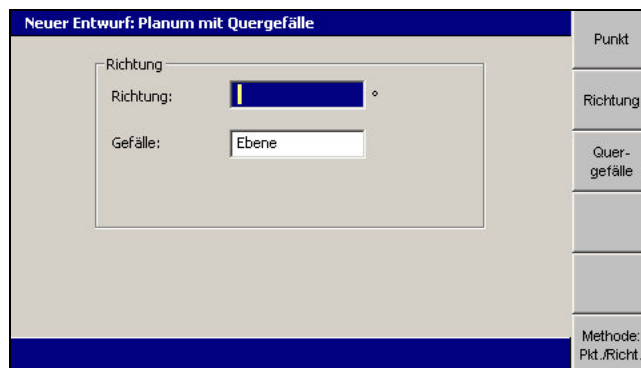 Neuer Entwurf: Planum mit Quergefälle
Richtung
Richtung:
°
Gefälle:
Ebene
Punkt
Richtung
Quer-
gefälle
Methode:
Pkt./Richt.